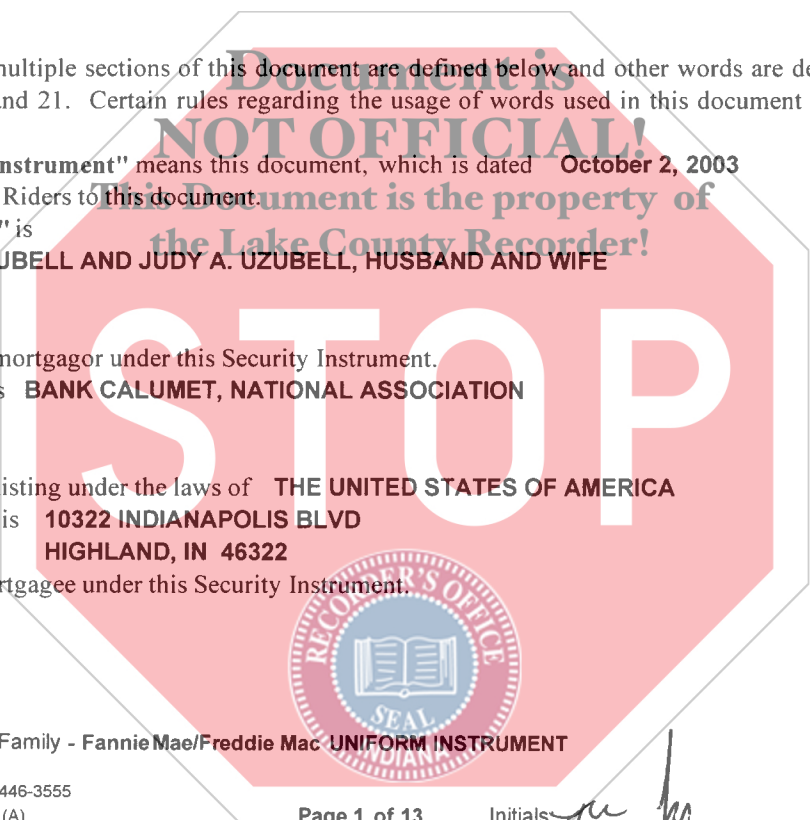 multiple sections of this document are defined below and other words are de
Document is
and 21. Certain rules regarding the usage of words used in this document
NOT OFFICIAL!
nstrument" means this document, which is dated October 2, 2003
Riders to this document.
This Document is the property of
" is
the Lake County Recorder!
UBELL AND JUDY A. UZUBELL, HUSBAND AND WIFE
STOP
mortgagor under this Security Instrument.
s BANK CALUMET, NATIONAL ASSOCIATION
isting under the laws of THE UNITED STATES OF AMERICA
is 10322 INDIANAPOLIS BLVD
HIGHLAND, IN 46322
rtgagee under this Security Instrument.
RECORDER'S OFFICE
SEAL
INDIANA
Family - Fannie Mae/Freddie Mac UNIFORM INSTRUMENT
446-3555
(A)
Page 1 of 13 Initials: